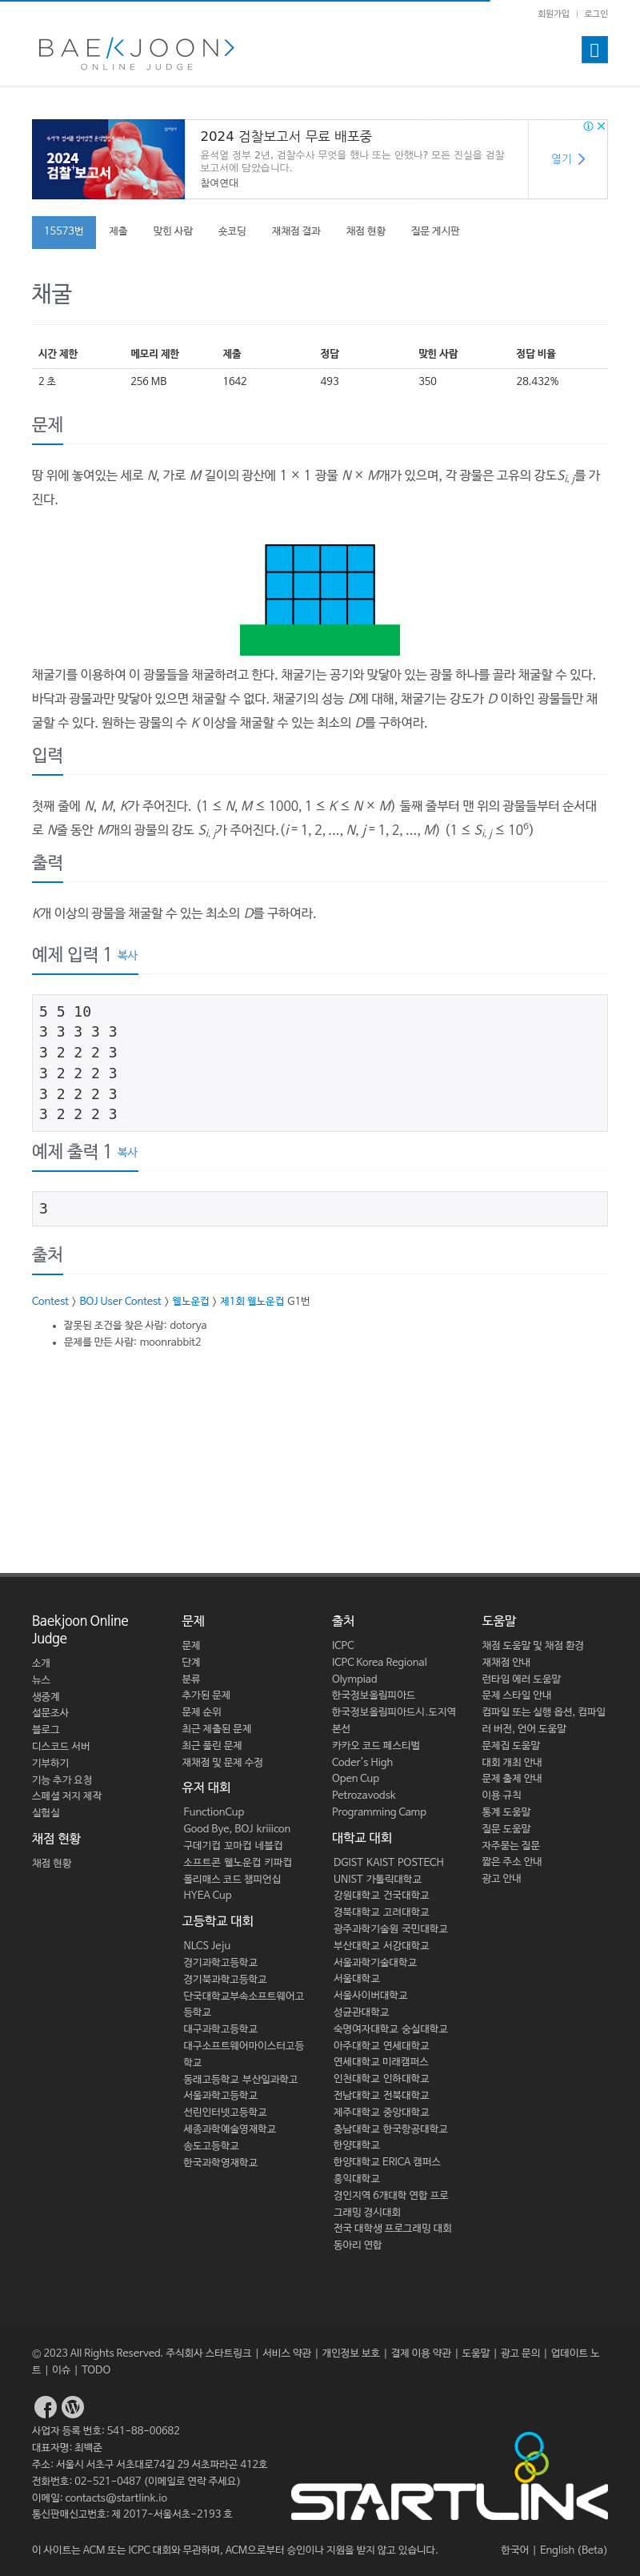 회원가입 | 로그인
BAEKJOON>
ONLINE JUDGE
2024
검찰⁺보고서
2024 검찰보고서 무료 배포중
윤석열 정부 2년, 검찰수사 무엇을 했나 또는 안했나? 모든 진실을 검찰
보고서에 담았습니다.
참여연대
열기
15573번 제출 맞힌 사람 숏코딩 재채점 결과 채점 현황 질문 게시판
채굴
시간 제한 메모리 제한 제출 정답 맞힌 사람 정답 비율
2 초 256 MB 1642 493 350 28.432%
문제
땅 위에 놓여있는 세로 N, 가로 M 길이의 광산에 1 × 1 광물 N × M개가 있으며, 각 광물은 고유의 강도Si, j를 가
진다.
채굴기를 이용하여 이 광물들을 채굴하려고 한다. 채굴기는 공기와 맞닿아 있는 광물 하나를 골라 채굴할 수 있다.
바닥과 광물과만 맞닿아 있으면 채굴할 수 없다. 채굴기의 성능 D에 대해, 채굴기는 강도가 D 이하인 광물들만 채
굴할 수 있다. 원하는 광물의 수 K 이상을 채굴할 수 있는 최소의 D를 구하여라.
입력
첫째 줄에 N, M, K가 주어진다. (1 ≤ N, M ≤ 1000, 1 ≤ K ≤ N × M) 둘째 줄부터 맨 위의 광물들부터 순서대
로 N줄 동안 M개의 광물의 강도 Si, j가 주어진다.(i = 1, 2, ..., N, j = 1, 2, ..., M) (1 ≤ Si, j ≤ 10⁶)
출력
K개 이상의 광물을 채굴할 수 있는 최소의 D를 구하여라.
예제 입력 1 복사
5 5 10
3 3 3 3 3
3 2 2 2 3
3 2 2 2 3
3 2 2 2 3
3 2 2 2 3
예제 출력 1 복사
3
출처
Contest > BOJ User Contest > 웰노운컵 > 제1회 웰노운컵 G1번
• 잘못된 조건을 찾은 사람: dotorya
• 문제를 만든 사람: moonrabbit2
Baekjoon Online
Judge
소개
뉴스
생중계
설문조사
블로그
디스코드 서버
기부하기
기능 추가 요청
스페셜 저지 제작
실험실
채점 현황
채점 현황
문제
문제
단계
분류
추가된 문제
문제 순위
최근 제출된 문제
최근 풀린 문제
재채점 및 문제 수정
유저 대회
FunctionCup
Good Bye, BOJ kriiicon
구데기컵 꼬마컵 네블컵
소프트콘 웰노운컵 키파컵
폴리매스 코드 챔피언십
HYEA Cup
고등학교 대회
NLCS Jeju
경기과학고등학교
경기북과학고등학교
단국대학교부속소프트웨어고
등학교
대구과학고등학교
대구소프트웨어마이스터고등
학교
동래고등학교 부산일과학고
서울과학고등학교
선린인터넷고등학교
세종과학예술영재학교
송도고등학교
한국과학영재학교
출처
ICPC
ICPC Korea Regional
Olympiad
한국정보올림피아드
한국정보올림피아드시.도지역
본선
카카오 코드 페스티벌
Coder's High
Open Cup
Petrozavodsk
Programming Camp
대학교 대회
DGIST KAIST POSTECH
UNIST 가톨릭대학교
강원대학교 건국대학교
경북대학교 고려대학교
광주과학기술원 국민대학교
부산대학교 서강대학교
서울과학기술대학교
서울대학교
서울사이버대학교
성균관대학교
숙명여자대학교 숭실대학교
아주대학교 연세대학교
연세대학교 미래캠퍼스
인천대학교 인하대학교
전남대학교 전북대학교
제주대학교 중앙대학교
충남대학교 한국항공대학교
한양대학교
한양대학교 ERICA 캠퍼스
홍익대학교
경인지역 6개대학 연합 프로
그래밍 경시대회
전국 대학생 프로그래밍 대회
동아리 연합
도움말
채점 도움말 및 채점 환경
재채점 안내
런타임 에러 도움말
문제 스타일 안내
컴파일 또는 실행 옵션, 컴파일
러 버전, 언어 도움말
문제집 도움말
대회 개최 안내
문제 출제 안내
이용 규칙
통계 도움말
질문 도움말
자주묻는 질문
짧은 주소 안내
광고 안내
© 2023 All Rights Reserved. 주식회사 스타트링크 | 서비스 약관 | 개인정보 보호 | 결제 이용 약관 | 도움말 | 광고 문의 | 업데이트 노
트 | 이슈 | TODO
사업자 등록 번호: 541-88-00682
대표자명: 최백준
주소: 서울시 서초구 서초대로74길 29 서초파라곤 412호
전화번호: 02-521-0487 (이메일로 연락 주세요)
이메일: contacts@startlink.io
통신판매신고번호: 제 2017-서울서초-2193 호
STARTLINK
이 사이트는 ACM 또는 ICPC 대회와 무관하며, ACM으로부터 승인이나 지원을 받지 않고 있습니다.
한국어 | English (Beta)